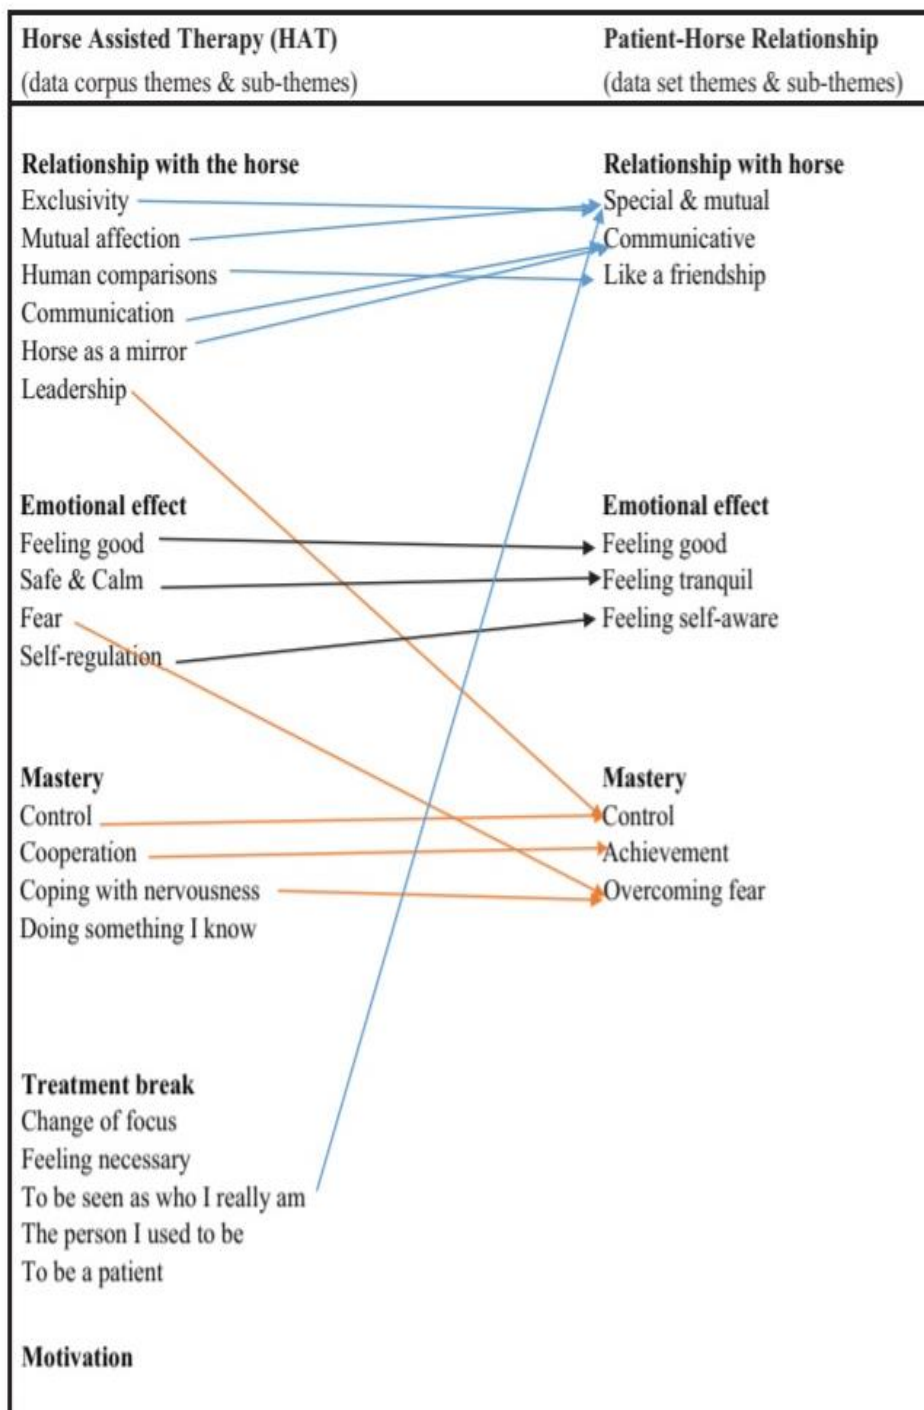 Horse Assisted Therapy (HAT)
(data corpus themes & sub-themes)
Patient-Horse Relationship
(data set themes & sub-themes)
Relationship with the horse
Exclusivity
Mutual affection
Human comparisons
Communication
Horse as a mirror
Leadership
Relationship with horse
Special & mutual
Communicative
Like a friendship
Emotional effect
Feeling good
Safe & Calm
Fear
Self-regulation
Emotional effect
Feeling good
Feeling tranquil
Feeling self-aware
Mastery
Control
Cooperation
Coping with nervousness
Doing something I know
Mastery
Control
Achievement
Overcoming fear
Treatment break
Change of focus
Feeling necessary
To be seen as who I really am
The person I used to be
To be a patient
Motivation